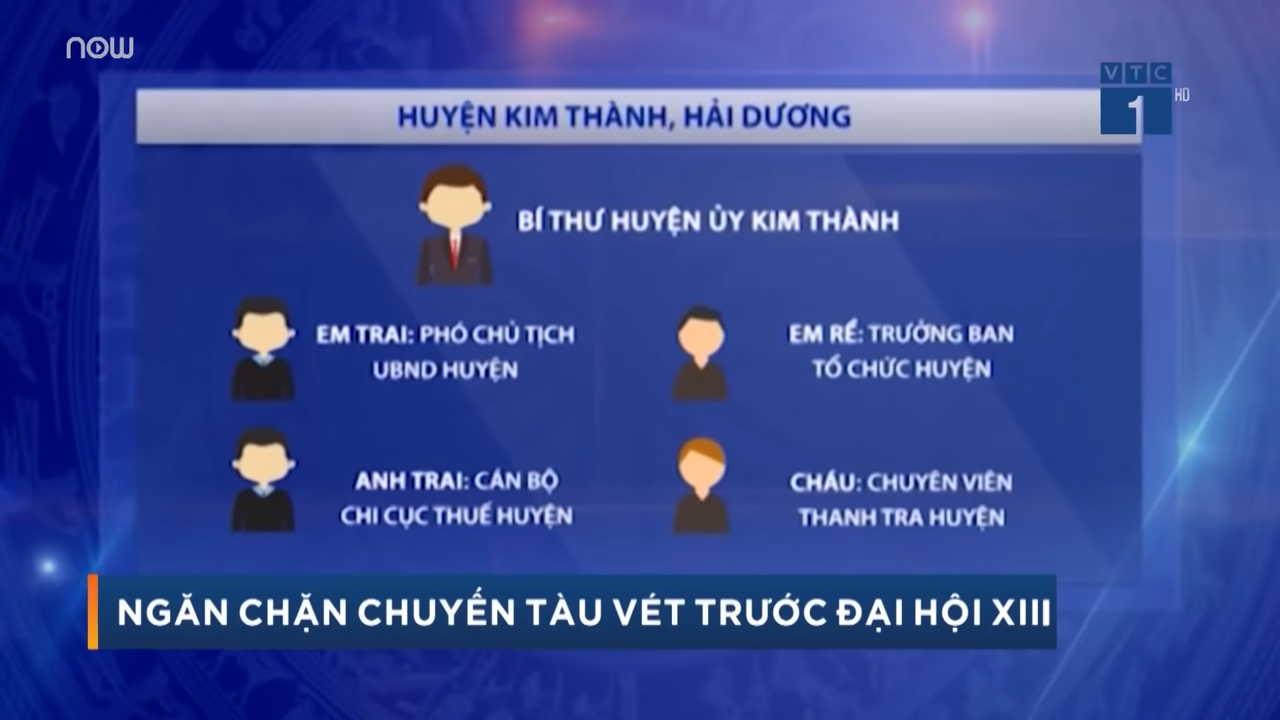 now
VTC
1 HD
HUYỆN KIM THÀNH, HẢI DƯƠNG
BÍ THƯ HUYỆN ỦY KIM THÀNH
EM TRAI: PHÓ CHỦ TỊCH
UBND HUYỆN
EM RỂ: TRƯỞNG BAN
TỔ CHỨC HUYỆN
ANH TRAI: CÁN BỘ
CHI CỤC THUẾ HUYỆN
CHÁU: CHUYÊN VIÊN
THANH TRA HUYỆN
NGĂN CHẶN CHUYẾN TÀU VÉT TRƯỚC ĐẠI HỘI XIII